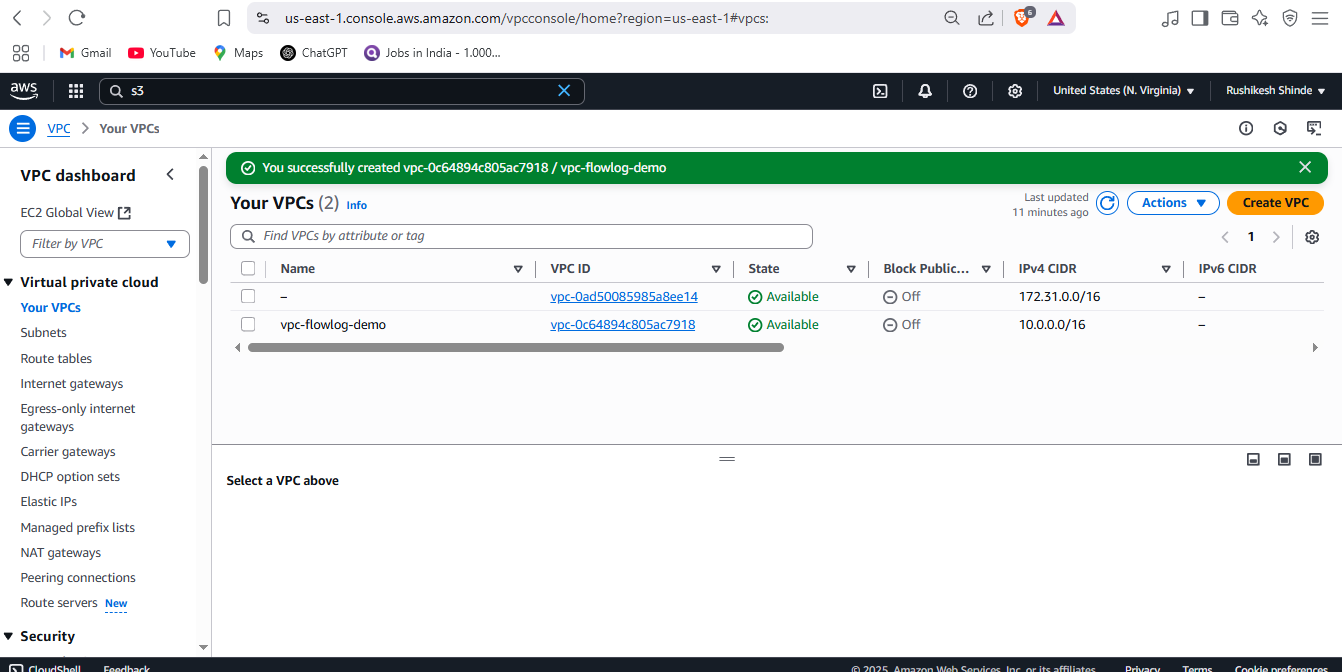 us-east-1.console.aws.amazon.com/vpcconsole/home?region=us-east-1#vpcs:
6
Gmail
YouTube
Maps
ChatGPT
Jobs in India - 1.000...
aws
s3
United States (N. Virginia)
Rushikesh Shinde
VPC
Your VPCs
VPC dashboard
EC2 Global View
Filter by VPC
Virtual private cloud
Your VPCs
Subnets
Route tables
Internet gateways
Egress-only internet
gateways
Carrier gateways
DHCP option sets
Elastic IPs
Managed prefix lists
NAT gateways
Peering connections
Route servers New
Security
You successfully created vpc-0c64894c805ac7918 / vpc-flowlog-demo
Your VPCs (2) Info
Last updated
11 minutes ago
Actions
Create VPC
Find VPCs by attribute or tag
1
Name VPC ID State Block Public... IPv4 CIDR IPv6 CIDR
– vpc-0ad50085985a8ee14 Available Off 172.31.0.0/16 –
vpc-flowlog-demo vpc-0c64894c805ac7918 Available Off 10.0.0.0/16 –
Select a VPC above
CloudShell Feedback © 2025, Amazon Web Services, Inc. or its affiliates. Privacy Terms Cookie preferences